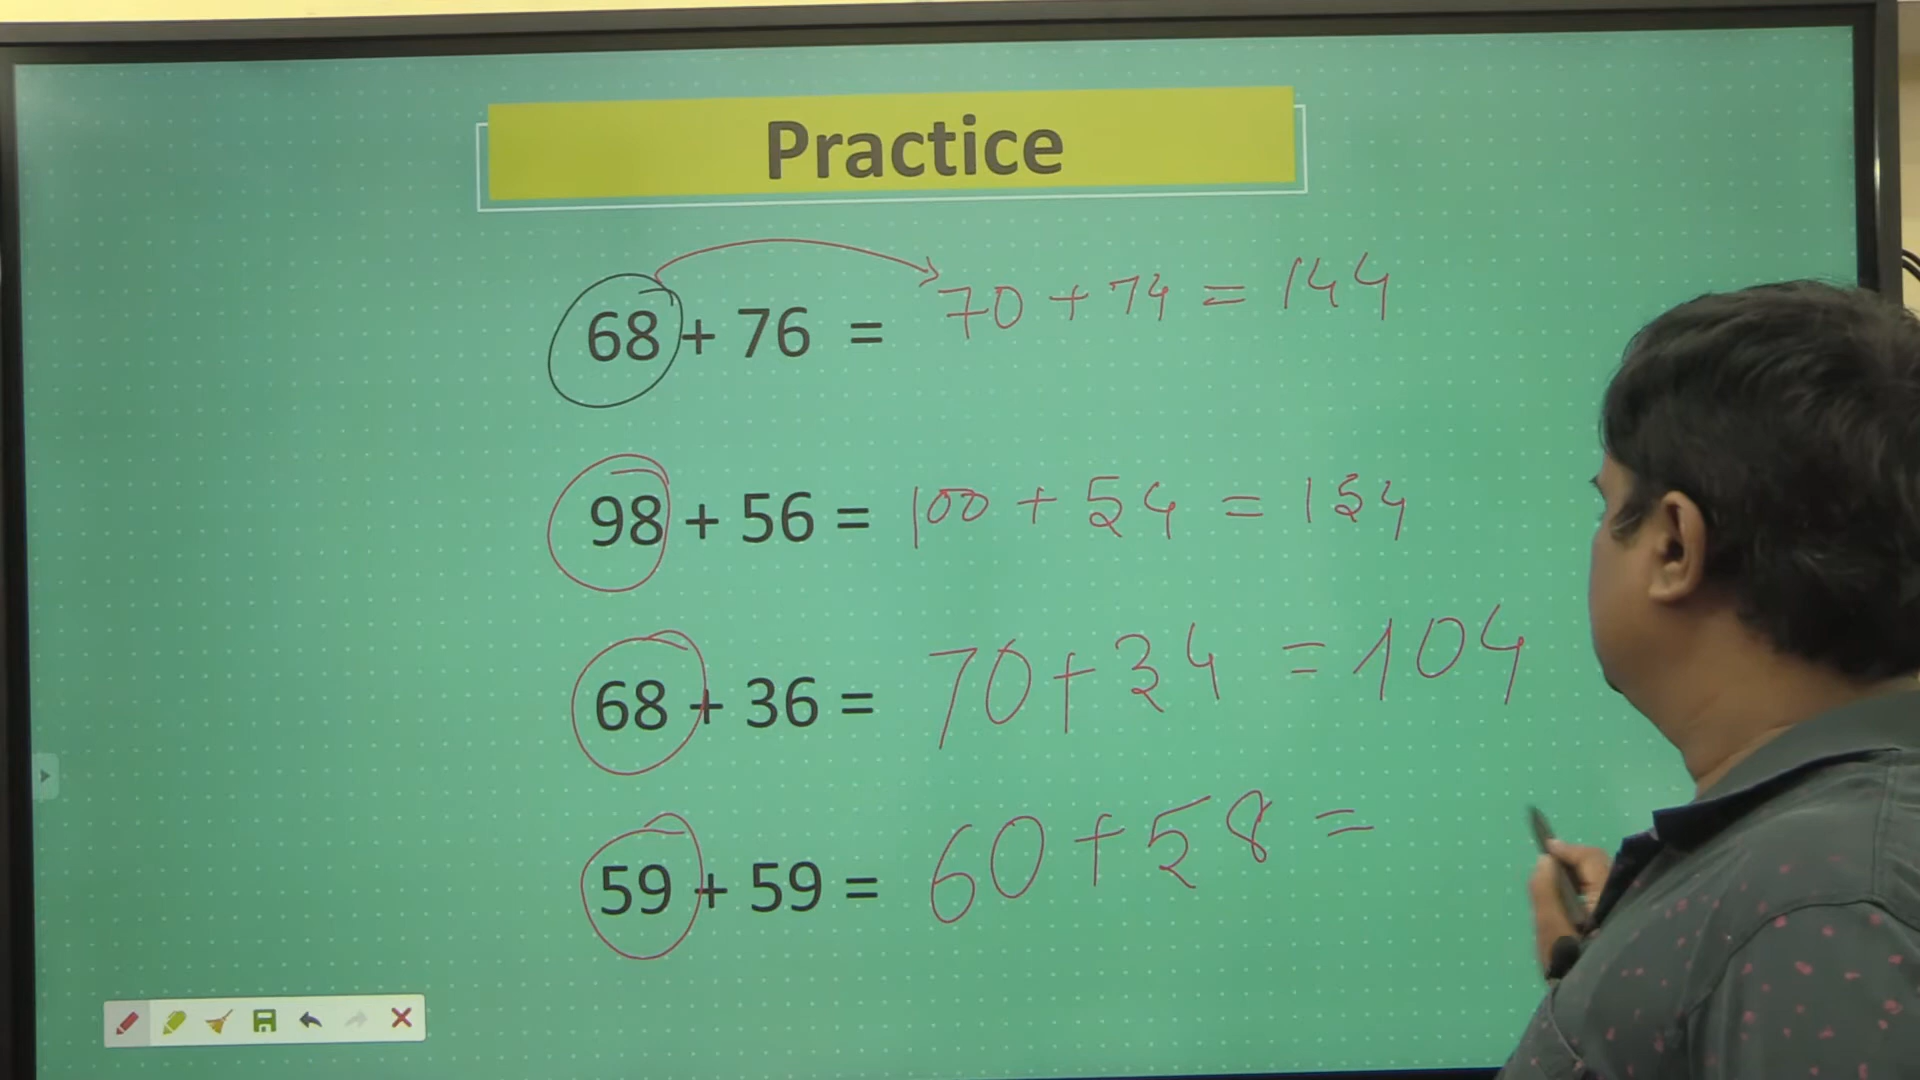 Practice
68 + 76 = 70 + 74 = 144
98 + 56 = 100 + 54 = 154
68 + 36 = 70 + 34 = 104
59 + 59 = 60 + 58 =